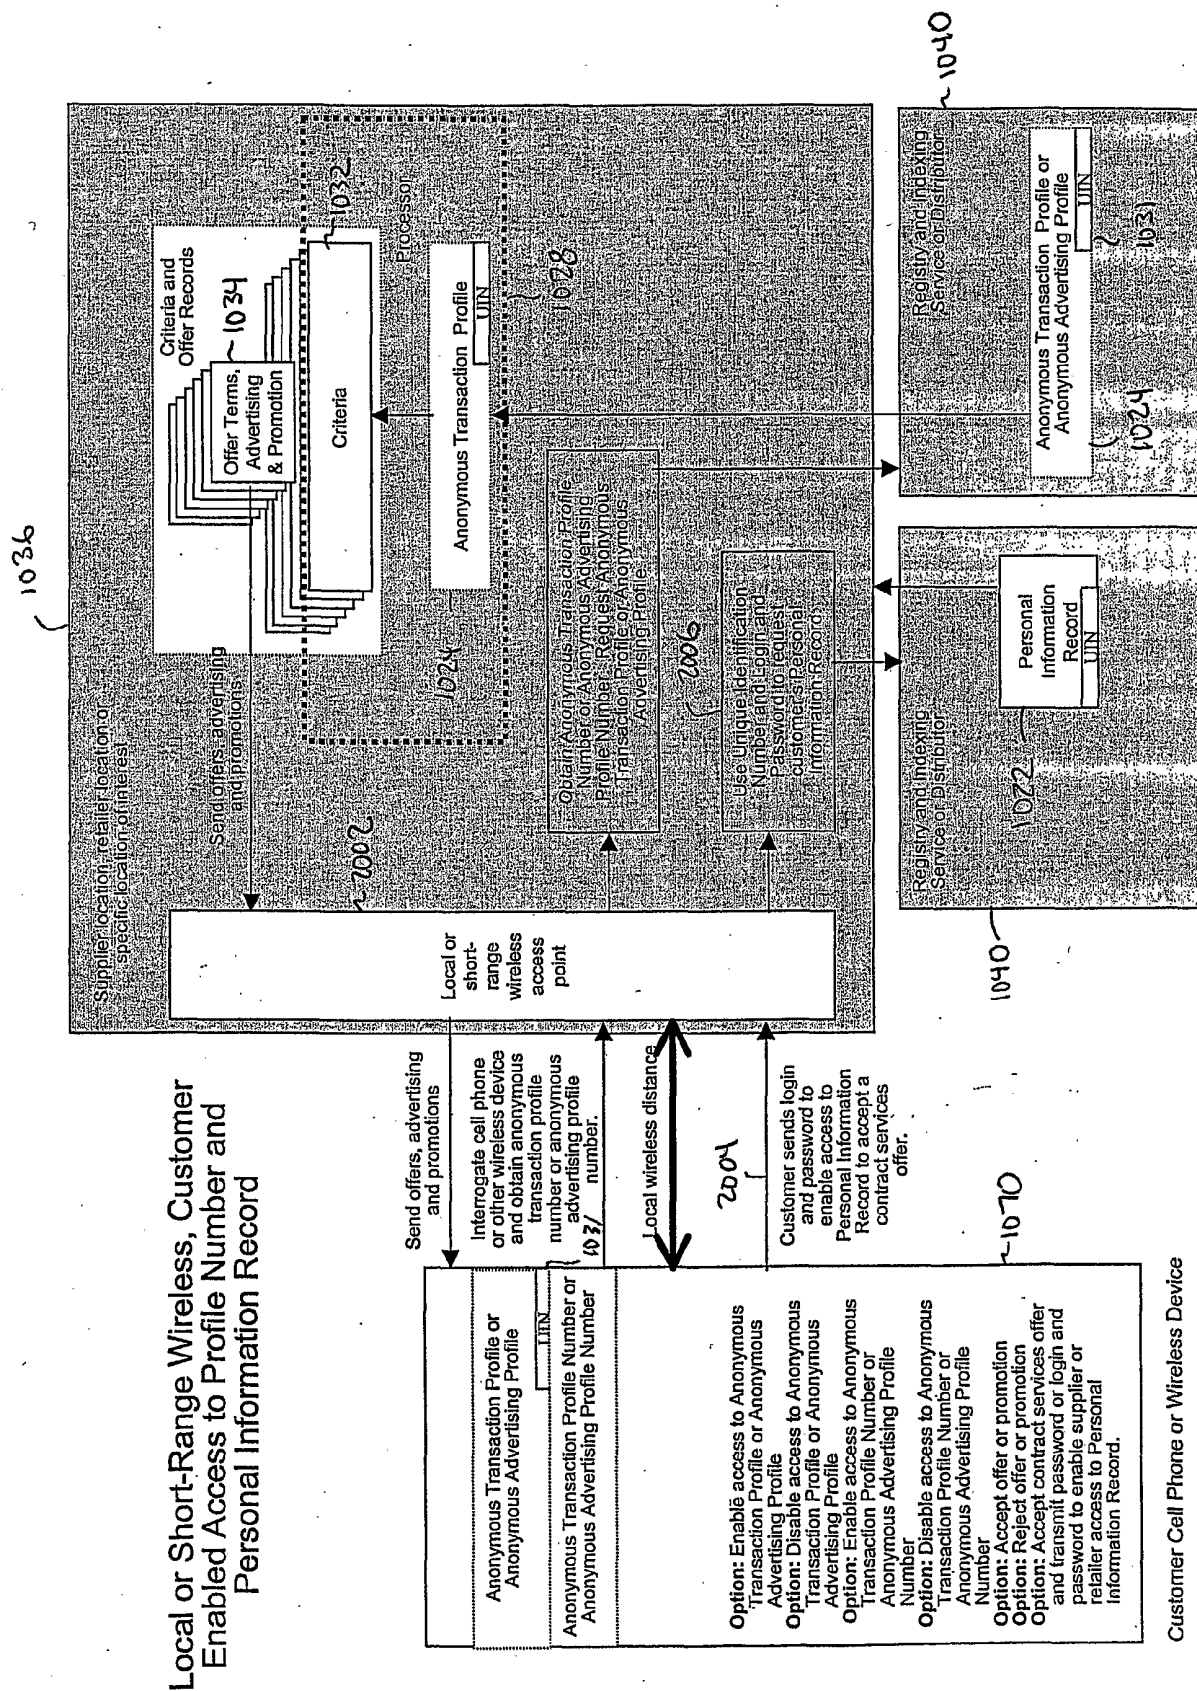 Local or Short-Range Wireless, Customer
Enabled Access to Profile Number and
Personal Information Record
1036
Supplier location, retailer location or
specific location of interest
Send offers, advertising
and promotions
Criteria and
Offer Records
Offer Terms,
Advertising
& Promotion
1034
1032
Criteria
Processor
Anonymous Transaction Profile
UIN
1024
1028
2002
Local or
short-
range
wireless
access
point
Obtain Anonymous Transaction Profile
Number or Anonymous Advertising
Profile Number. Request Anonymous
Transaction Profile or Anonymous
Advertising Profile.
2006
Use Unique Identification
Number and login and
Password to request
customer's Personal
Information Record
Send offers, advertising
and promotions
Interrogate cell phone
or other wireless device
and obtain anonymous
transaction profile
number or anonymous
advertising profile
number.
1031
Local wireless distance
2004
Customer sends login
and password to
enable access to
Personal Information
Record to accept a
contract services
offer.
Anonymous Transaction Profile or
Anonymous Advertising Profile
UIN
Anonymous Transaction Profile Number or
Anonymous Advertising Profile Number
Option: Enable access to Anonymous
Transaction Profile or Anonymous
Advertising Profile
Option: Disable access to Anonymous
Transaction Profile or Anonymous
Advertising Profile
Option: Enable access to Anonymous
Transaction Profile Number or
Anonymous Advertising Profile
Number
Option: Disable access to Anonymous
Transaction Profile Number or
Anonymous Advertising Profile
Number
Option: Accept offer or promotion
Option: Reject offer or promotion
Option: Accept contract services offer
and transmit password or login and
password to enable supplier or
retailer access to Personal
Information Record.
1070
Customer Cell Phone or Wireless Device
1040
Registry and Indexing
Service or Distributor
1022
Personal
Information
Record
UIN
1040
Registry and Indexing
Service or Distributor
Anonymous Transaction Profile or
Anonymous Advertising Profile
UIN
1024
1031